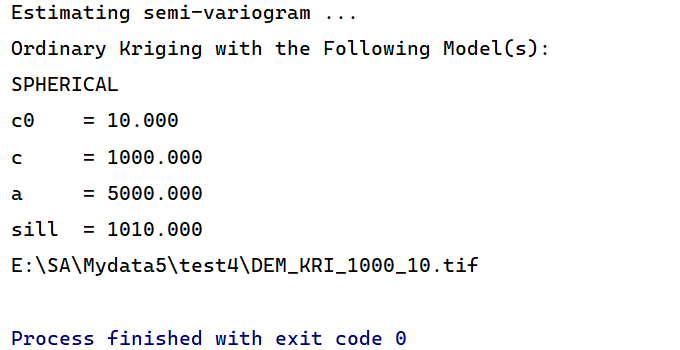 Estimating semi-variogram ...
Ordinary Kriging with the Following Model(s):
SPHERICAL
c0    = 10.000
c     = 1000.000
a     = 5000.000
sill  = 1010.000
E:\SA\Mydata5\test4\DEM_KRI_1000_10.tif
Process finished with exit code 0